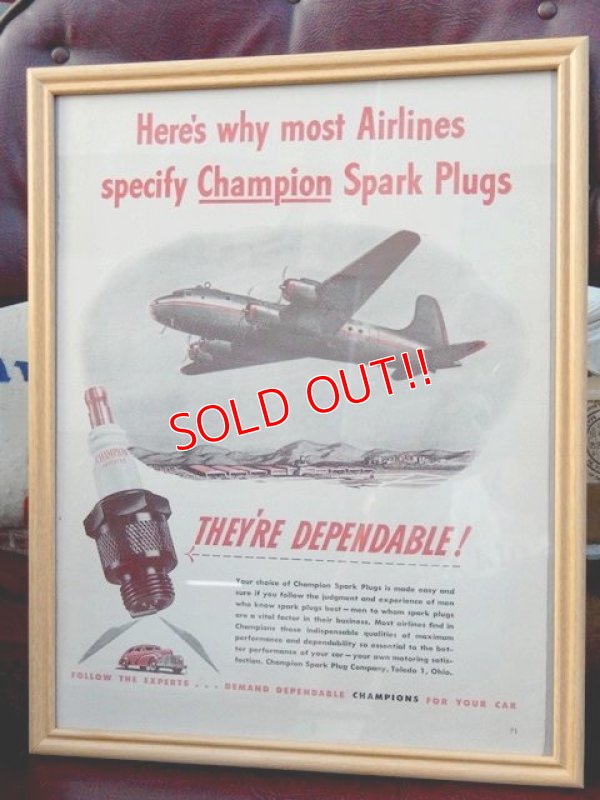 Here's why most Airlines
specify Champion Spark Plugs
SOLD OUT!!
CHAMPION
THEY'RE DEPENDABLE!
Your choice of Champion Spark Plugs is made easy and
sure if you follow the judgment and experience of men
who know spark plugs best—men to whom spark plugs
are a vital factor in their business. Most airlines find in
Champions those indispensable qualities of maximum
performance and dependability so essential to the bet-
ter performance of your car—your own motoring satis-
faction. Champion Spark Plug Company, Toledo 1, Ohio.
FOLLOW THE EXPERTS . . . DEMAND DEPENDABLE CHAMPIONS FOR YOUR CAR
71